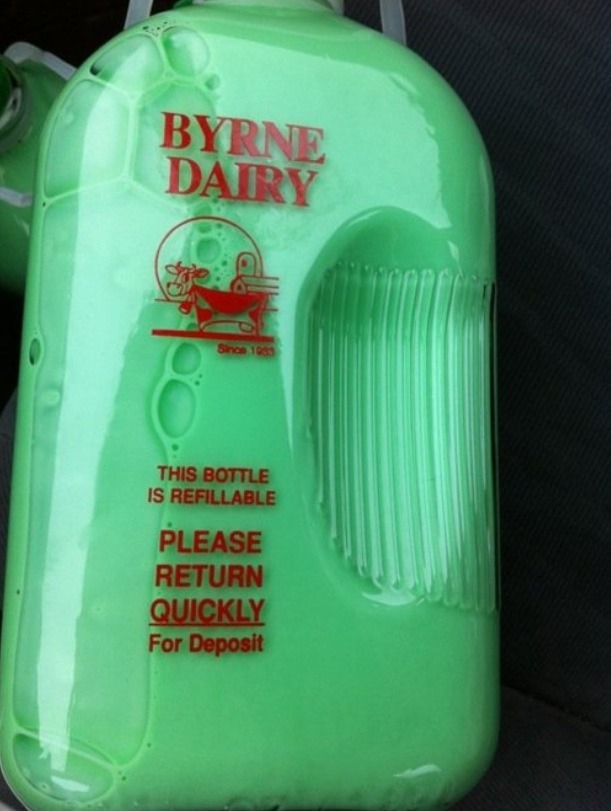 BYRNE
DAIRY
Since 1933
THIS BOTTLE
IS REFILLABLE
PLEASE
RETURN
QUICKLY
For Deposit